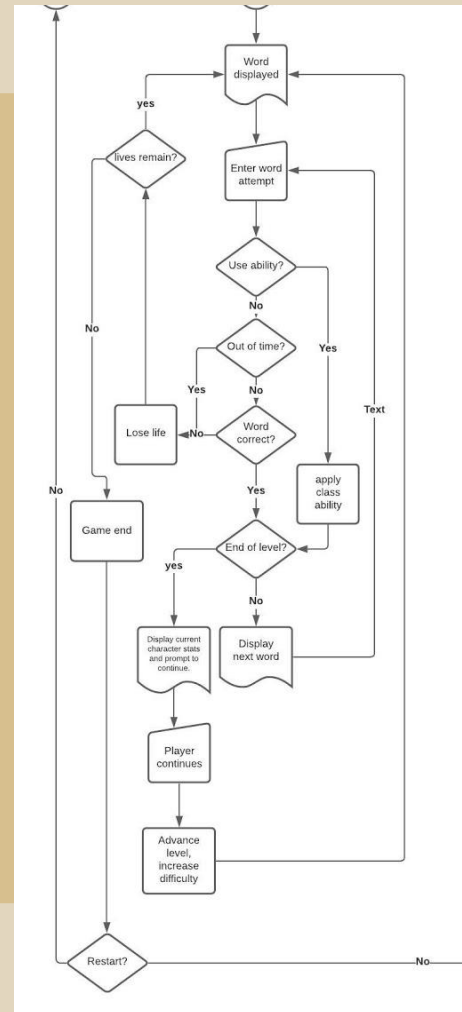 Word
displayed
yes
lives remain?
Enter word
attempt
Use ability?
No
No
Out of time?
Yes
Yes
No
Text
Lose life
No
Word
correct?
No
Yes
apply
class
ability
Game end
End of level?
yes
No
Display current
character stats
and prompt to
continue.
Display
next word
Player
continues
Advance
level,
increase
difficulty
Restart?
No